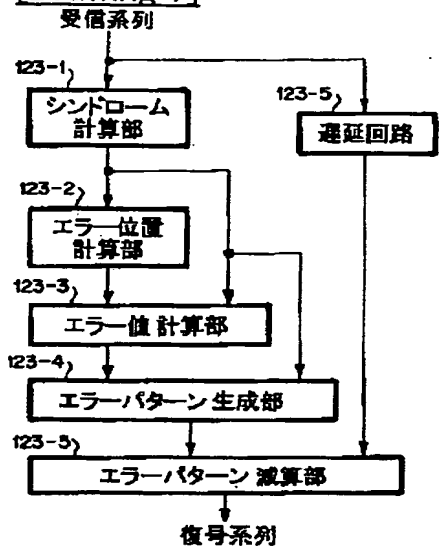 受信系列
123-1
シンドローム
計算部
123-5
遅延回路
123-2
エラー位置
計算部
123-3
エラー値計算部
123-4
エラーパターン生成部
123-5
エラーパターン減算部
復号系列